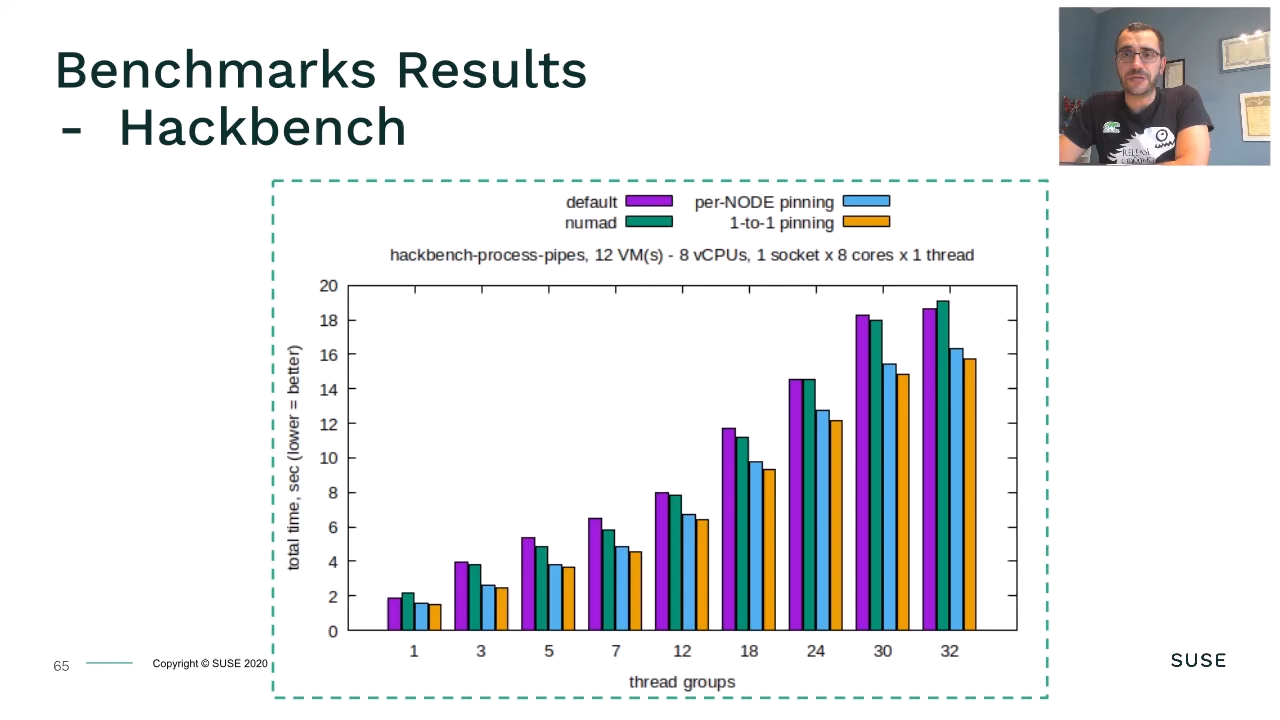 Benchmarks Results
- Hackbench
default
per-NODE pinning
numad
1-to-1 pinning
hackbench-process-pipes, 12 VM(s) - 8 vCPUs, 1 socket x 8 cores x 1 thread
total time, sec (lower = better)
20
18
16
14
12
10
8
6
4
2
0
1 3 5 7 12 18 24 30 32
thread groups
65
Copyright © SUSE 2020
SUSE